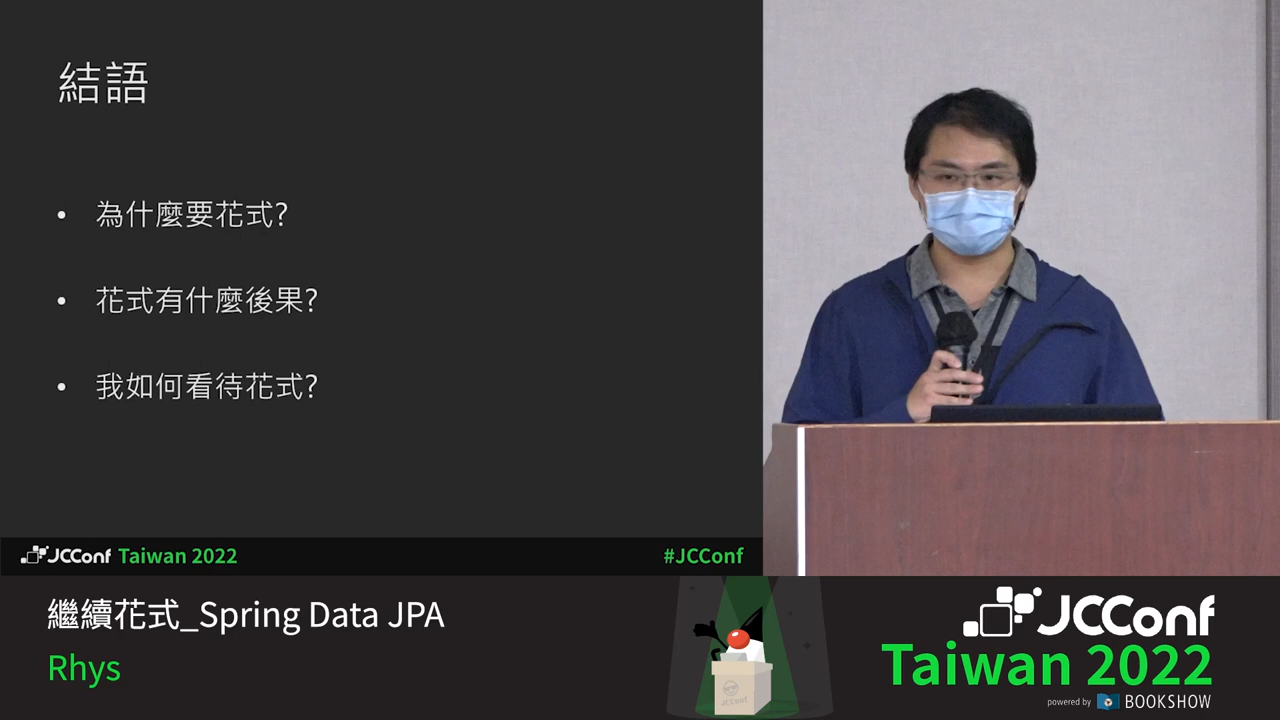 結語
• 為什麼要花式?
• 花式有什麼後果?
• 我如何看待花式?
JCConf Taiwan 2022
#JCConf
繼續花式_Spring Data JPA
Rhys
JCConf
JCConf
Taiwan 2022
powered by BOOKSHOW